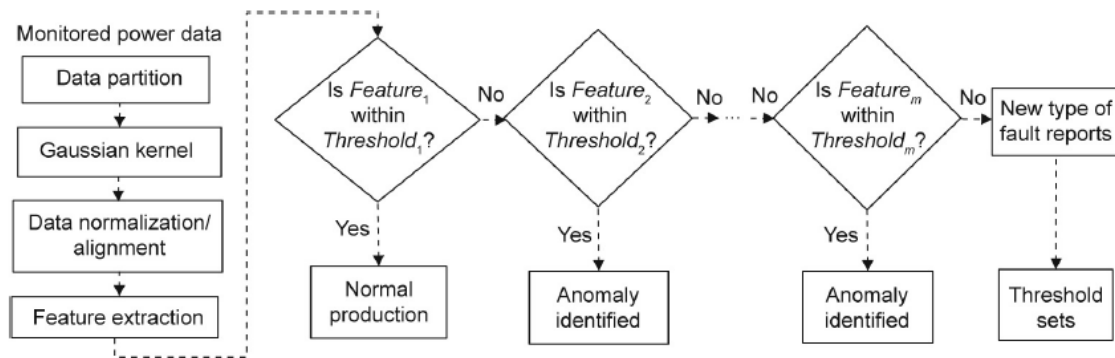 Monitored power data
Data partition
Gaussian kernel
Data normalization/
alignment
Feature extraction
Is Feature₁
within
Threshold₁?
No
Yes
Normal
production
Is Feature₂
within
Threshold₂?
No
...
No
Yes
Anomaly
identified
Is Featureₘ
within
Thresholdₘ?
No
Yes
Anomaly
identified
New type of
fault reports
Threshold
sets